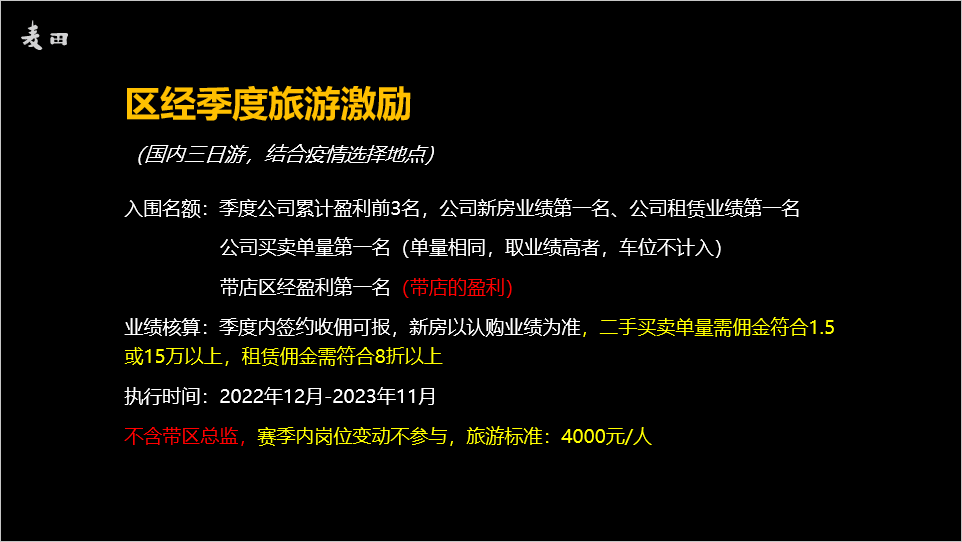 麦田
区经季度旅游激励
（国内三日游，结合疫情选择地点）
入围名额：季度公司累计盈利前3名，公司新房业绩第一名、公司租赁业绩第一名
公司买卖单量第一名（单量相同，取业绩高者，车位不计入）
带店区经盈利第一名（带店的盈利）
业绩核算：季度内签约收佣可报，新房以认购业绩为准，二手买卖单量需佣金符合1.5
或15万以上，租赁佣金需符合8折以上
执行时间：2022年12月-2023年11月
不含带区总监，赛季内岗位变动不参与，旅游标准：4000元/人